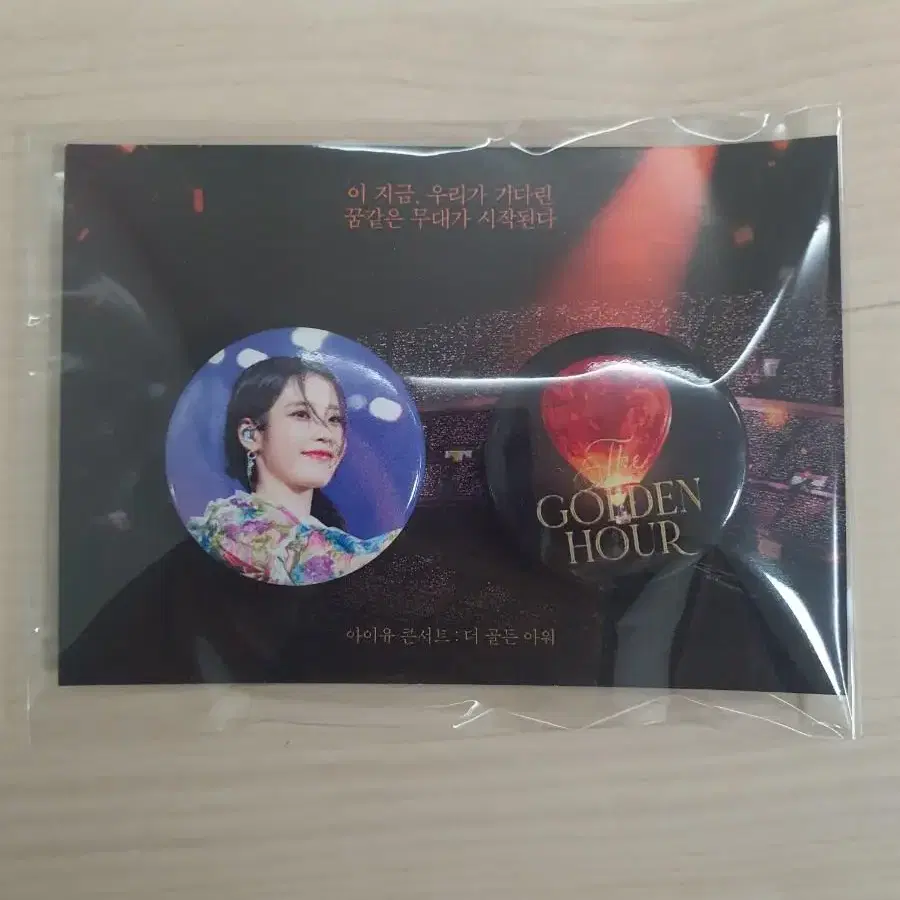 이 지금, 우리가 기다린
꿈같은 무대가 시작된다
The
GOLDEN
HOUR
아이유 콘서트 : 더 골든 아워